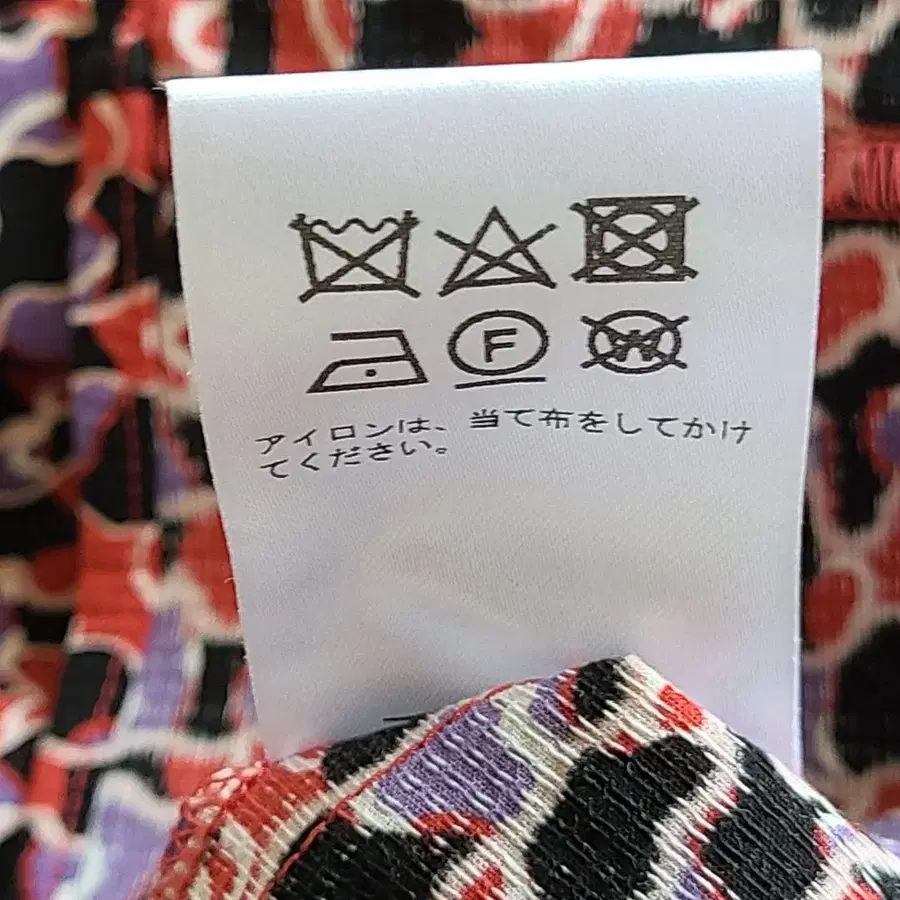 F
W
アイロンは、当て布をしてかけ
てください。